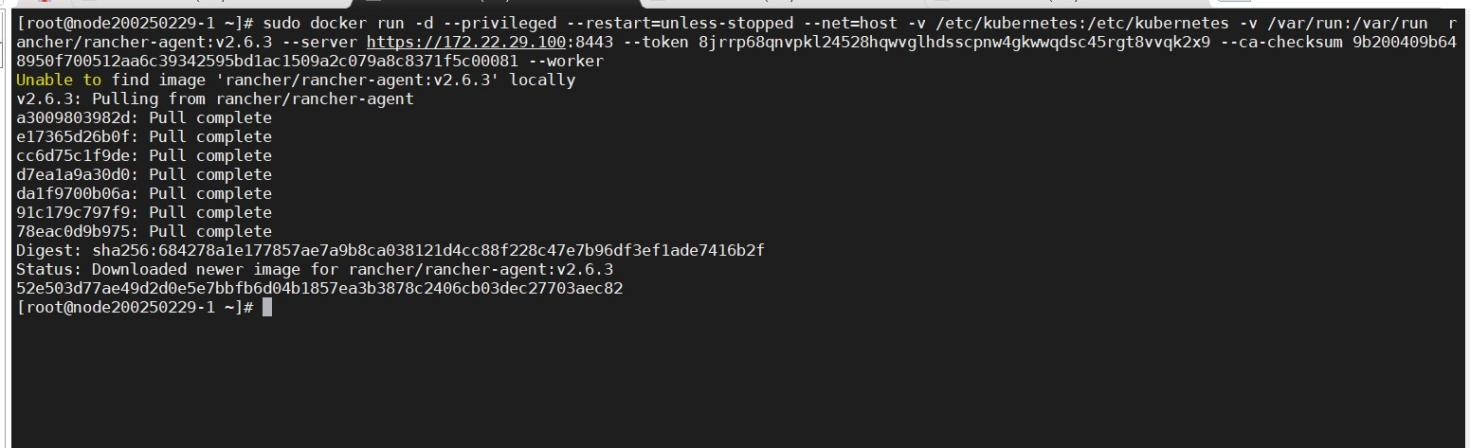 [root@node200250229-1 ~]# sudo docker run -d --privileged --restart=unless-stopped --net=host -v /etc/kubernetes:/etc/kubernetes -v /var/run:/var/run  r
ancher/rancher-agent:v2.6.3 --server https://172.22.29.100:8443 --token 8jrrp68qnvpkl24528hqwvglhdsscpnw4gkwwqdsc45rgt8vvqk2x9 --ca-checksum 9b200409b64
8950f700512aa6c39342595bd1ac1509a2c079a8c8371f5c00081 --worker
Unable to find image 'rancher/rancher-agent:v2.6.3' locally
v2.6.3: Pulling from rancher/rancher-agent
a3009803982d: Pull complete
e17365d26b0f: Pull complete
cc6d75c1f9de: Pull complete
d7ea1a9a30d0: Pull complete
da1f9700b06a: Pull complete
91c179c797f9: Pull complete
78eac0d9b975: Pull complete
Digest: sha256:684278a1e177857ae7a9b8ca038121d4cc88f228c47e7b96df3ef1ade7416b2f
Status: Downloaded newer image for rancher/rancher-agent:v2.6.3
52e503d77ae49d2d0e5e7bbfb6d04b1857ea3b3878c2406cb03dec27703aec82
[root@node200250229-1 ~]#